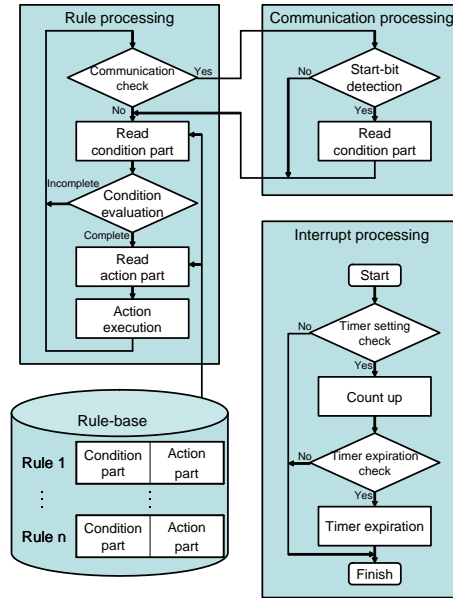 Rule processing
Communication
check
Yes
No
Read
condition part
Incomplete
Condition
evaluation
Complete
Read
action part
Action
execution
Communication processing
Start-bit
detection
No
Yes
Read
condition part
Rule-base
Rule 1
Condition
part
Action
part
Rule n
Condition
part
Action
part
Interrupt processing
Start
No
Timer setting
check
Yes
Count up
No
Timer expiration
check
Yes
Timer expiration
Finish